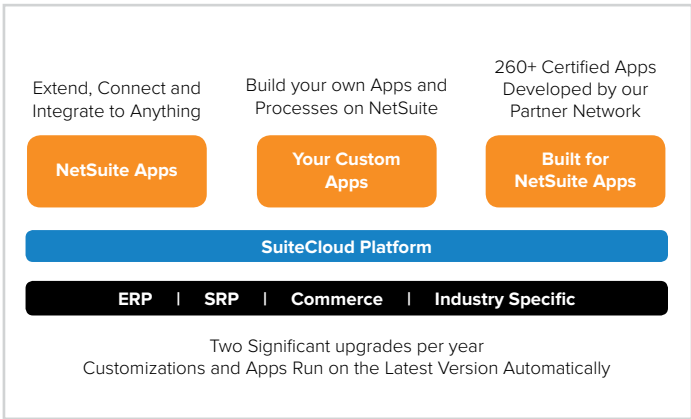 Extend, Connect and
Integrate to Anything
NetSuite Apps
Build your own Apps and
Processes on NetSuite
Your Custom
Apps
260+ Certified Apps
Developed by our
Partner Network
Built for
NetSuite Apps
SuiteCloud Platform
ERP | SRP | Commerce | Industry Specific
Two Significant upgrades per year
Customizations and Apps Run on the Latest Version Automatically